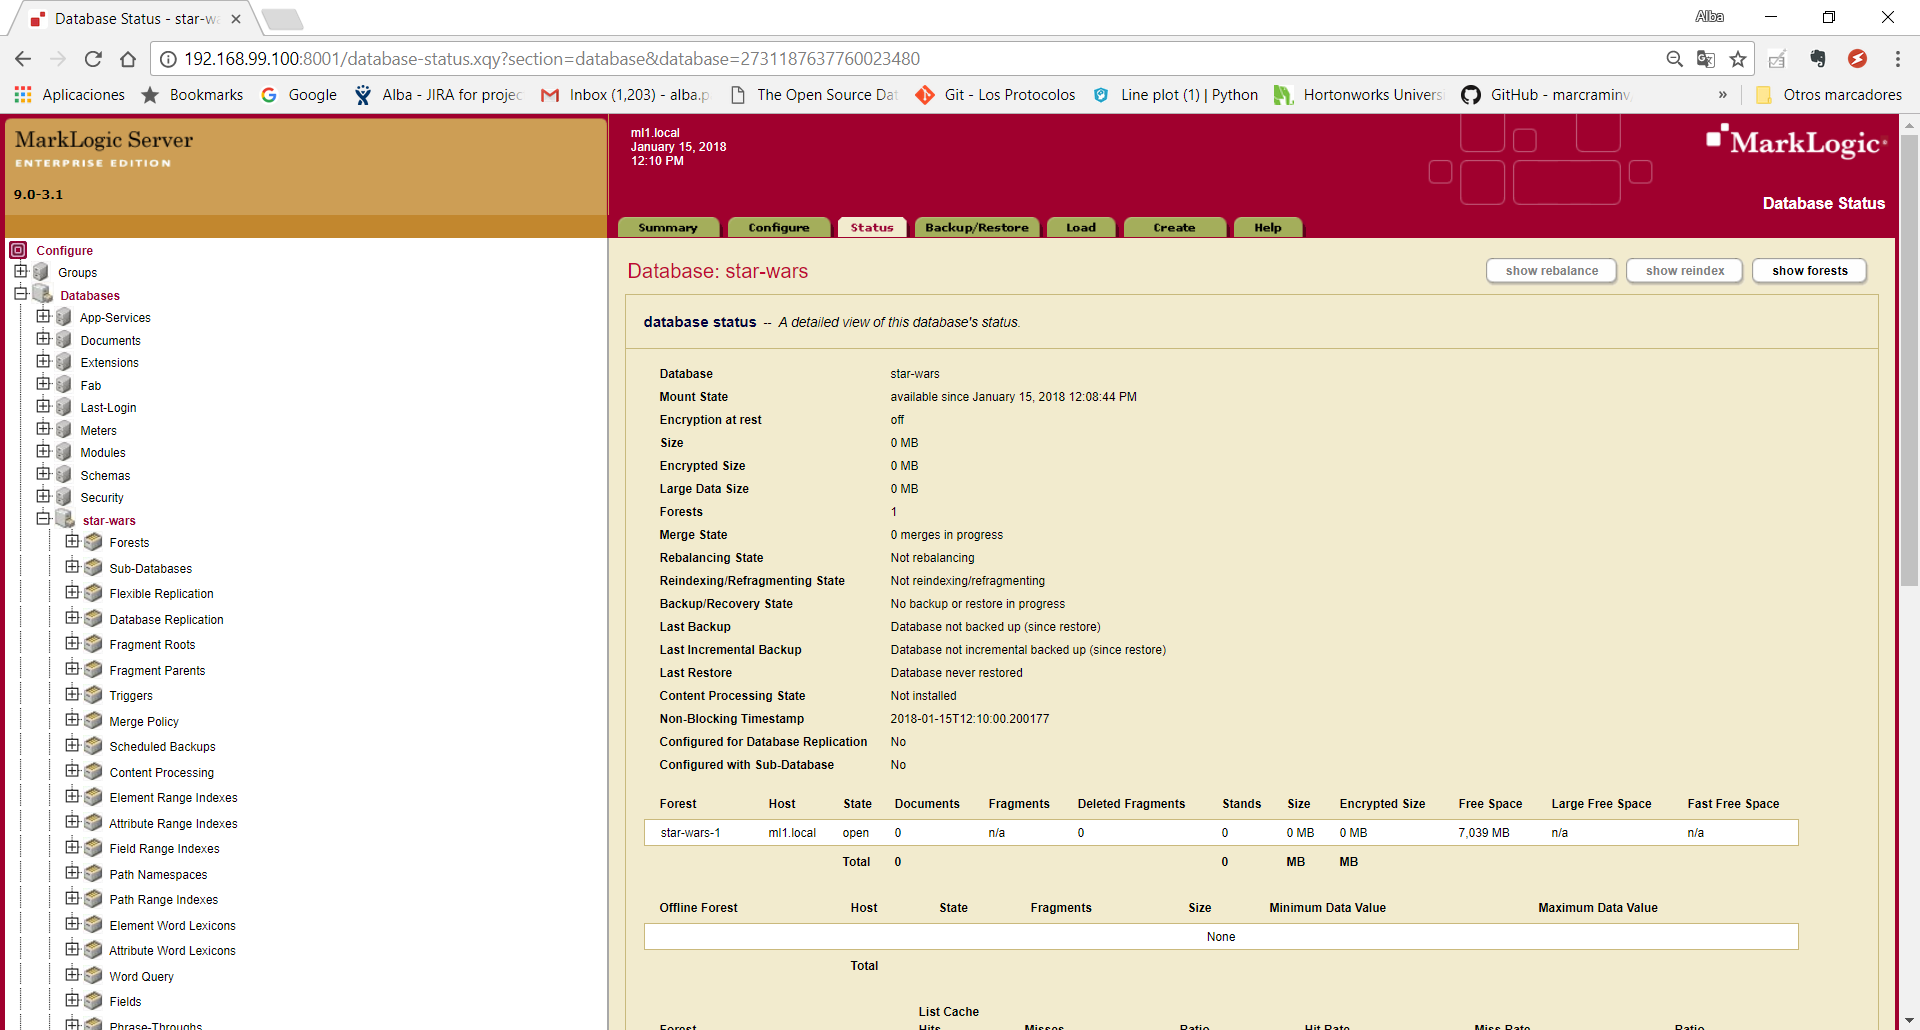 Database Status - star-wa
Alba
192.168.99.100:8001/database-status.xqy?section=database&database=2731187637760023480
Aplicaciones Bookmarks Google Alba - JIRA for projec Inbox (1,203) - alba.p The Open Source Dat Git - Los Protocolos Line plot (1) | Python Hortonworks Universi GitHub - marcraminv » Otros marcadores
MarkLogic Server
ENTERPRISE EDITION
9.0-3.1
ml1.local
January 15, 2018
12:10 PM
MarkLogic
Database Status
Summary Configure Status Backup/Restore Load Create Help
Configure
Groups
Databases
App-Services
Documents
Extensions
Fab
Last-Login
Meters
Modules
Schemas
Security
star-wars
Forests
Sub-Databases
Flexible Replication
Database Replication
Fragment Roots
Fragment Parents
Triggers
Merge Policy
Scheduled Backups
Content Processing
Element Range Indexes
Attribute Range Indexes
Field Range Indexes
Path Namespaces
Path Range Indexes
Element Word Lexicons
Attribute Word Lexicons
Word Query
Fields
Phrase-Throughs
Database: star-wars
show rebalance show reindex show forests
database status -- A detailed view of this database's status.
Database star-wars
Mount State available since January 15, 2018 12:08:44 PM
Encryption at rest off
Size 0 MB
Encrypted Size 0 MB
Large Data Size 0 MB
Forests 1
Merge State 0 merges in progress
Rebalancing State Not rebalancing
Reindexing/Refragmenting State Not reindexing/refragmenting
Backup/Recovery State No backup or restore in progress
Last Backup Database not backed up (since restore)
Last Incremental Backup Database not incremental backed up (since restore)
Last Restore Database never restored
Content Processing State Not installed
Non-Blocking Timestamp 2018-01-15T12:10:00.200177
Configured for Database Replication No
Configured with Sub-Database No
Forest Host State Documents Fragments Deleted Fragments Stands Size Encrypted Size Free Space Large Free Space Fast Free Space
star-wars-1 ml1.local open 0 n/a 0 0 0 MB 0 MB 7,039 MB n/a n/a
Total 0 0 MB MB
Offline Forest Host State Fragments Size Minimum Data Value Maximum Data Value
None
Total
List Cache
Forest Hits Misses Ratio Hit Rate Miss Rate Ratio